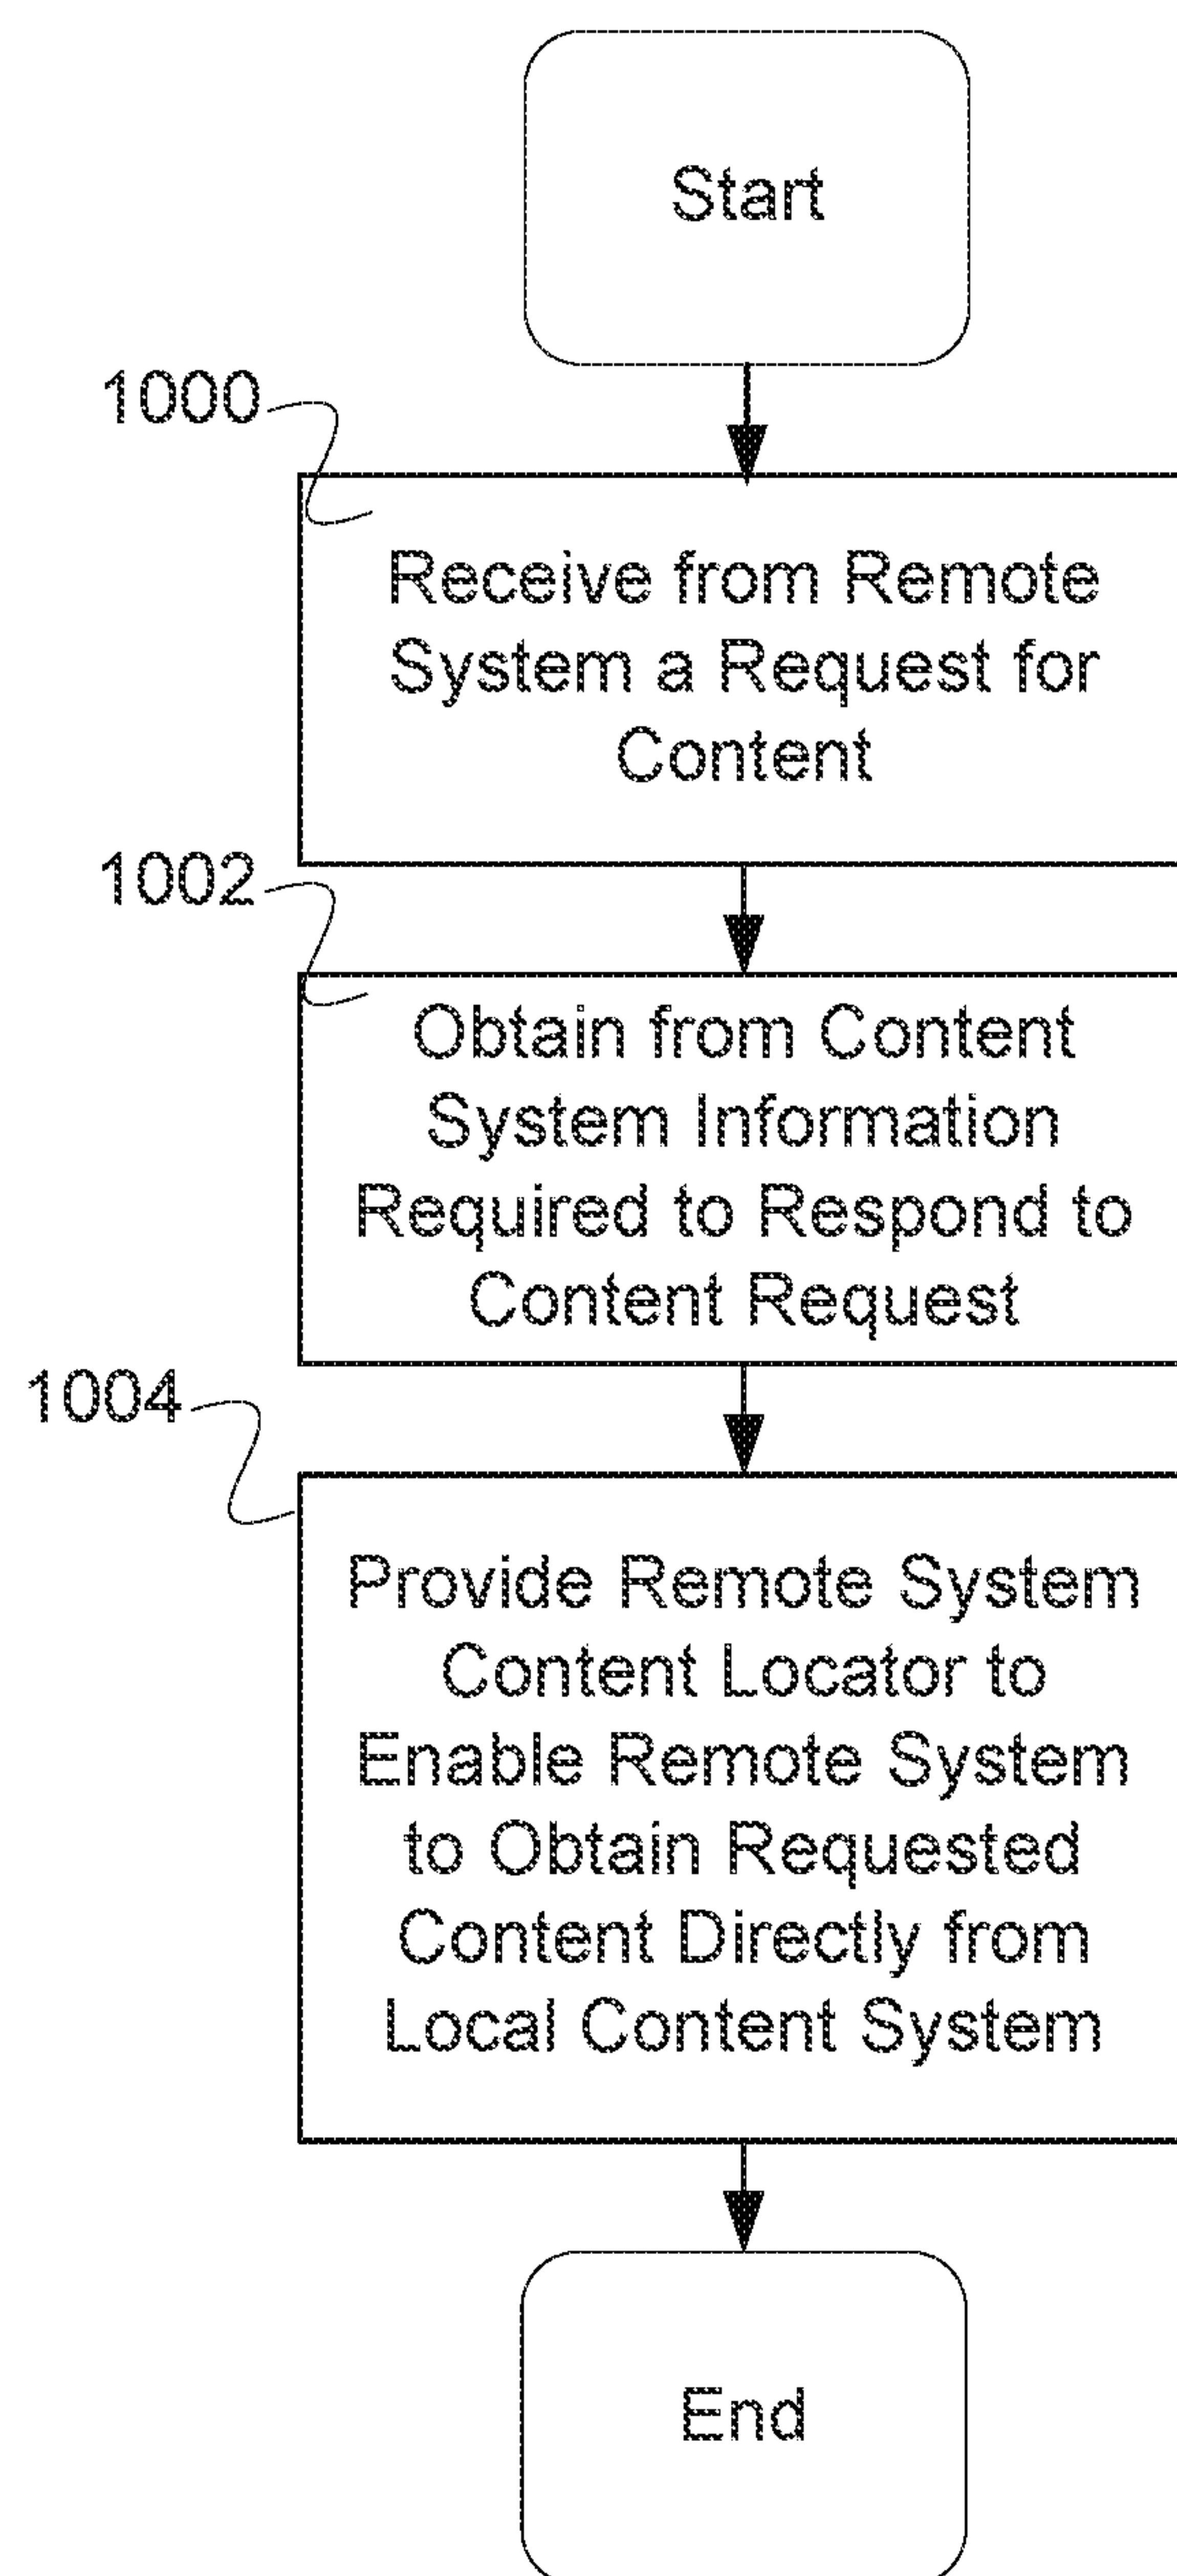 Start
1000
Receive from Remote
System a Request for
Content
1002
Obtain from Content
System Information
Required to Respond to
Content Request
1004
Provide Remote System
Content Locator to
Enable Remote System
to Obtain Requested
Content Directly from
Local Content System
End